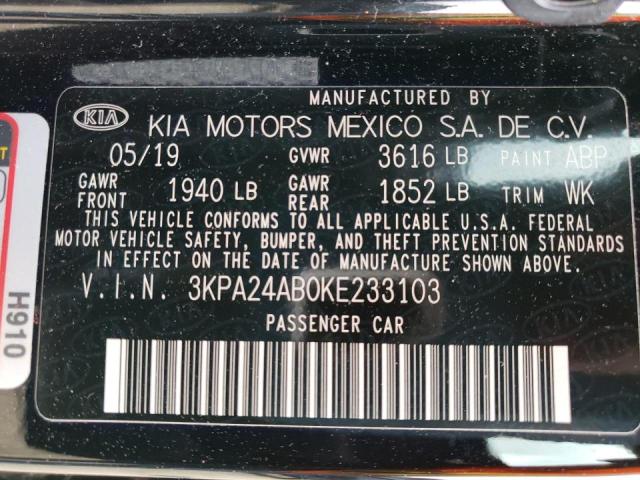 MANUFACTURED BY
KIA KIA MOTORS MEXICO S.A. DE C.V.
05/19 GVWR 3616 LB PAINT ABP
GAWR FRONT 1940 LB GAWR REAR 1852 LB TRIM WK
THIS VEHICLE CONFORMS TO ALL APPLICABLE U.S.A. FEDERAL
MOTOR VEHICLE SAFETY, BUMPER, AND THEFT PREVENTION STANDARDS
IN EFFECT ON THE DATE OF MANUFACTURE SHOWN ABOVE.
V.I.N. 3KPA24AB0KE233103
PASSENGER CAR
H910